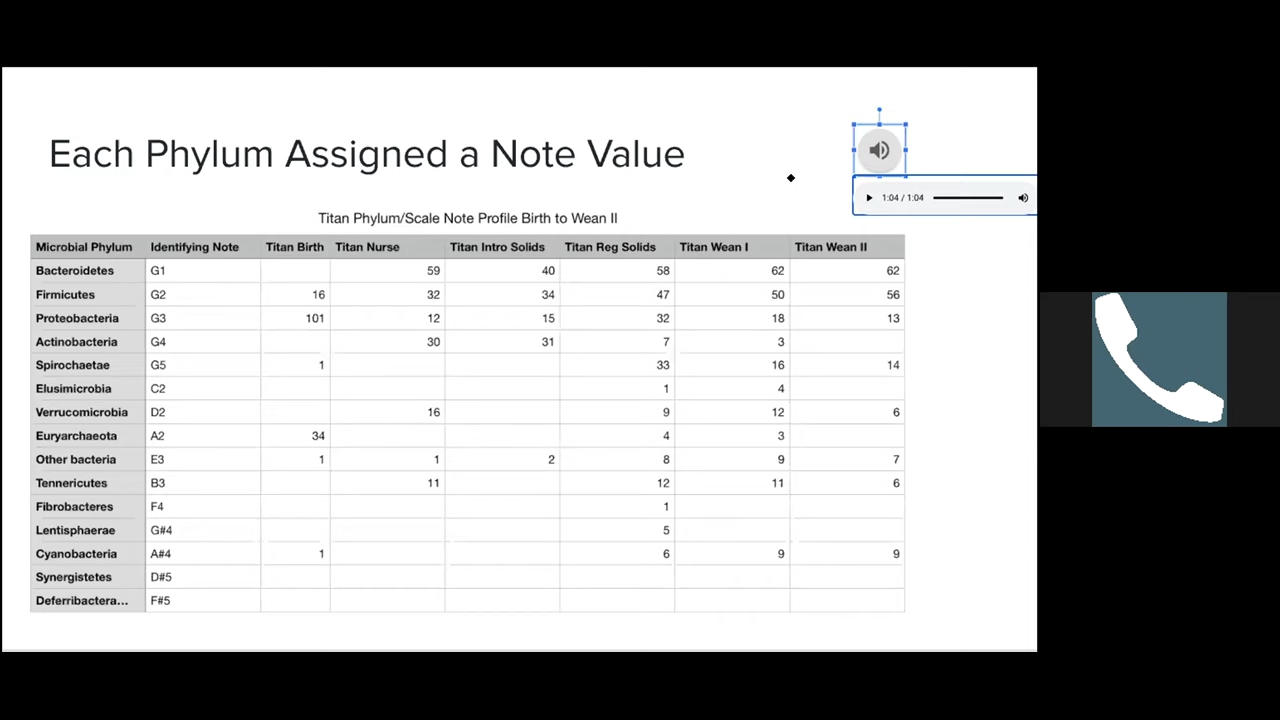 Each Phylum Assigned a Note Value
1:04 / 1:04
Titan Phylum/Scale Note Profile Birth to Wean II
Microbial Phylum Identifying Note Titan Birth Titan Nurse Titan Intro Solids Titan Reg Solids Titan Wean I Titan Wean II
Bacteroidetes G1 59 40 58 62 62
Firmicutes G2 16 32 34 47 50 56
Proteobacteria G3 101 12 15 32 18 13
Actinobacteria G4 30 31 7 3
Spirochaetae G5 1 33 16 14
Elusimicrobia C2 1 4
Verrucomicrobia D2 16 9 12 6
Euryarchaeota A2 34 4 3
Other bacteria E3 1 1 2 8 9 7
Tennericutes B3 11 12 11 6
Fibrobacteres F4 1
Lentisphaerae G#4 5
Cyanobacteria A#4 1 6 9 9
Synergistetes D#5
Deferribactera... F#5